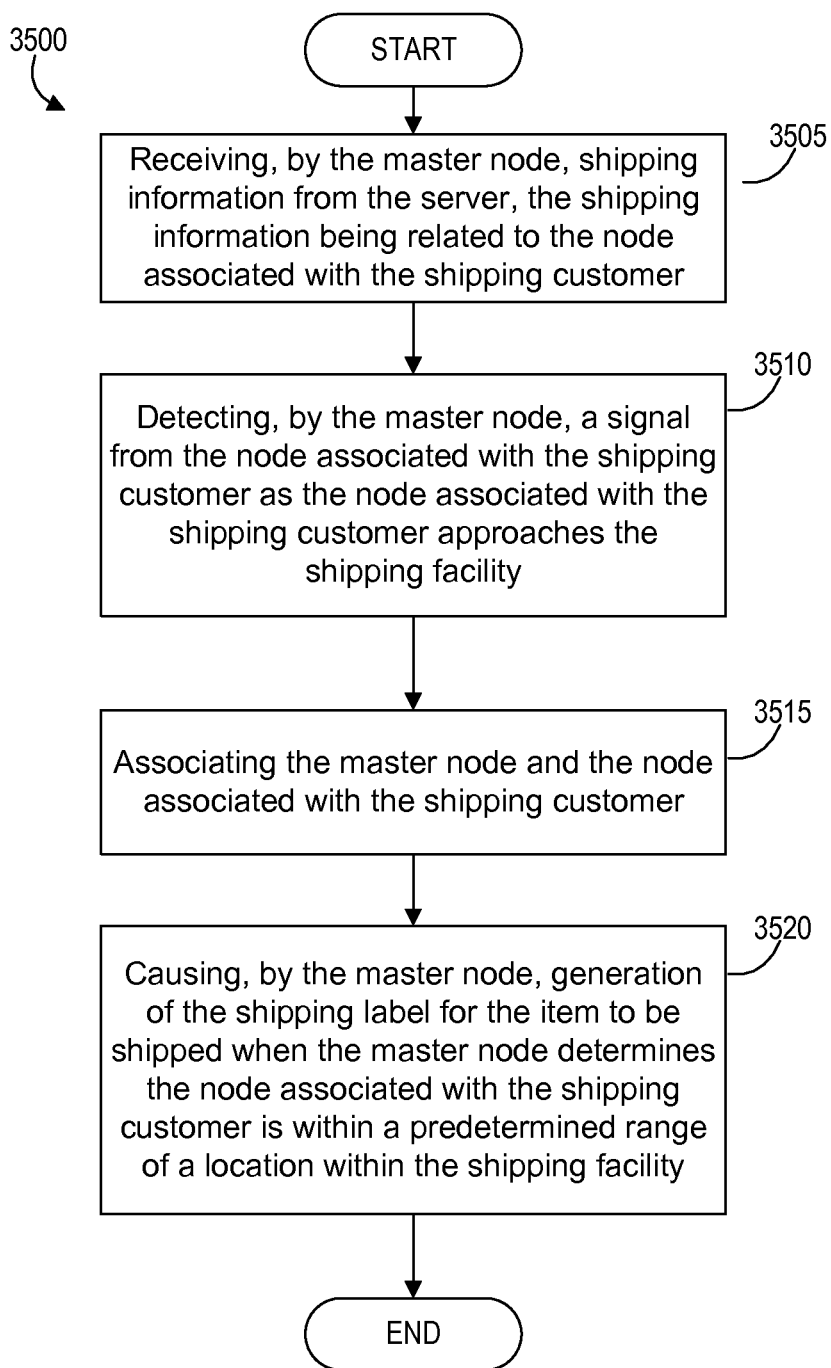 3500
START
3505
Receiving, by the master node, shipping
information from the server, the shipping
information being related to the node
associated with the shipping customer
3510
Detecting, by the master node, a signal
from the node associated with the shipping
customer as the node associated with the
shipping customer approaches the
shipping facility
3515
Associating the master node and the node
associated with the shipping customer
3520
Causing, by the master node, generation
of the shipping label for the item to be
shipped when the master node determines
the node associated with the shipping
customer is within a predetermined range
of a location within the shipping facility
END